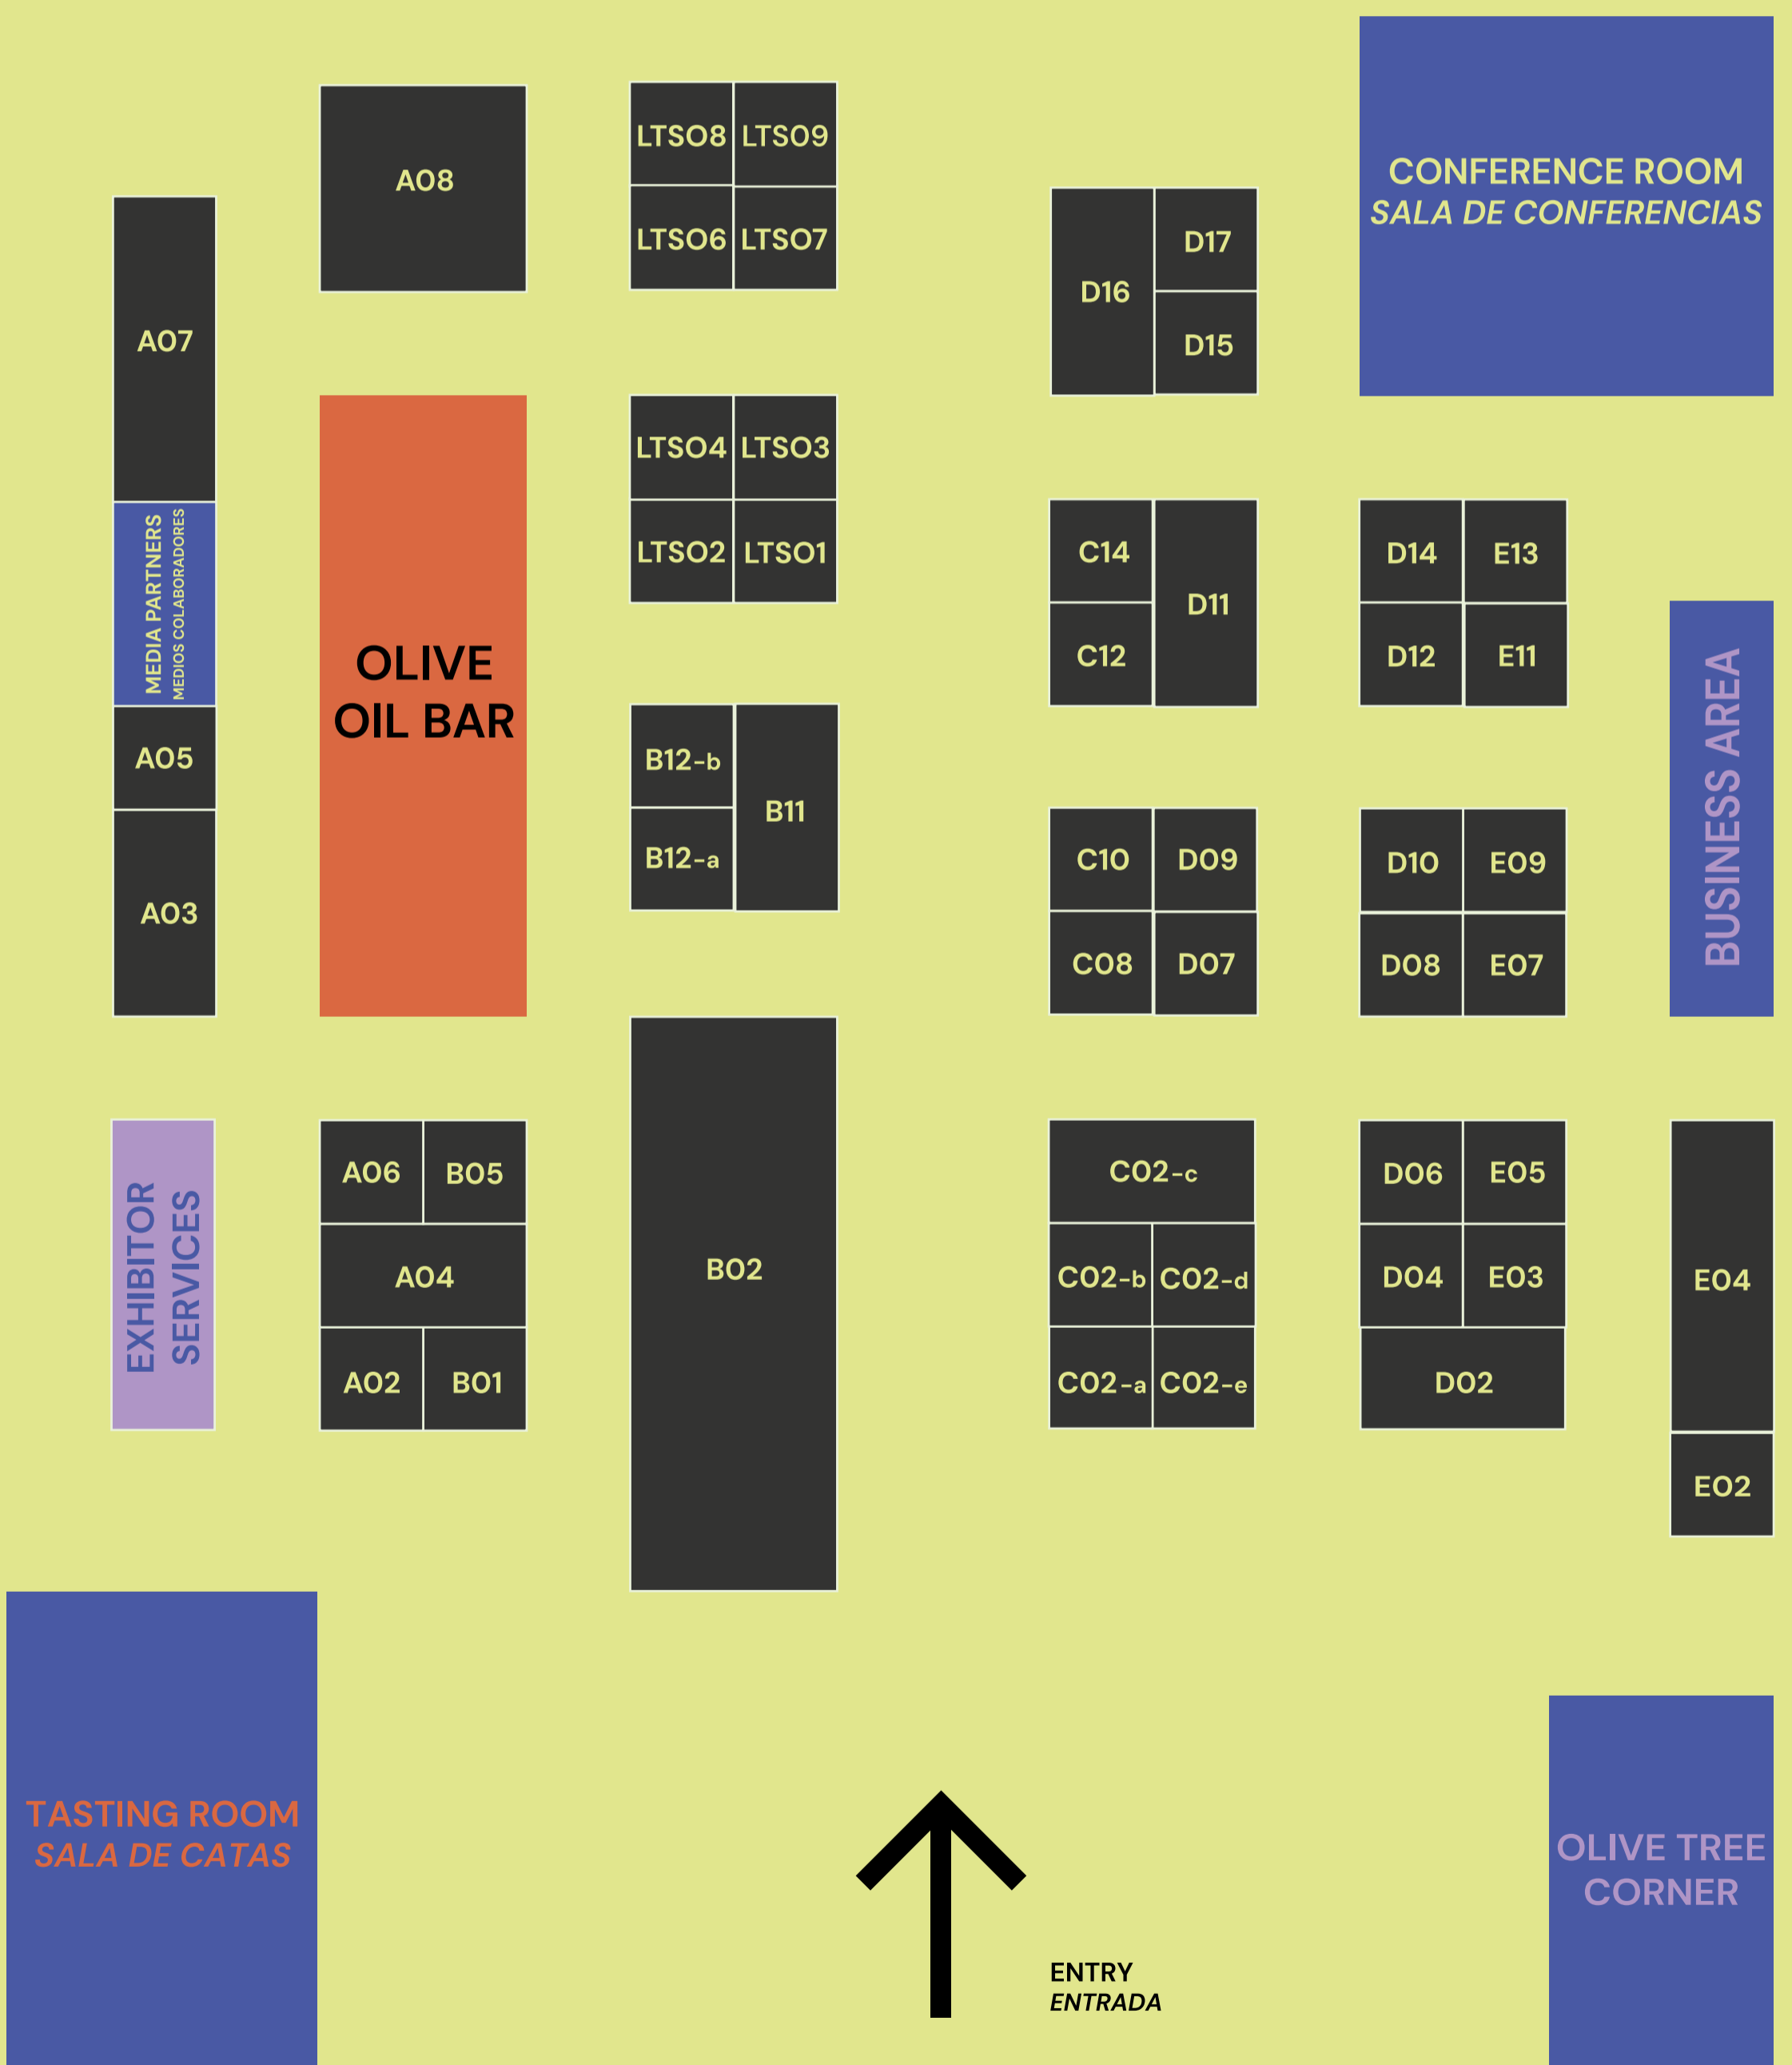 CONFERENCE ROOM
SALA DE CONFERENCIAS
LTSO8 LTSO9
A08
LTSO6 LTSO7
D17
D16
D15
A07
LTSO4 LTSO3
LTSO2 LTSO1
C14
D11
C12
D14 E13
D12 E11
MEDIA PARTNERS
MEDIOS COLABORADORES
OLIVE
OIL BAR
A05
A03
B12-b
B11
B12-a
C10 D09
C08 D07
D10 E09
D08 E07
BUSINESS AREA
EXHIBITOR
SERVICES
A06 B05
A04
A02 B01
B02
C02-c
C02-b C02-d
C02-a C02-e
D06 E05
D04 E03
D02
E04
E02
TASTING ROOM
SALA DE CATAS
OLIVE TREE
CORNER
ENTRY
ENTRADA